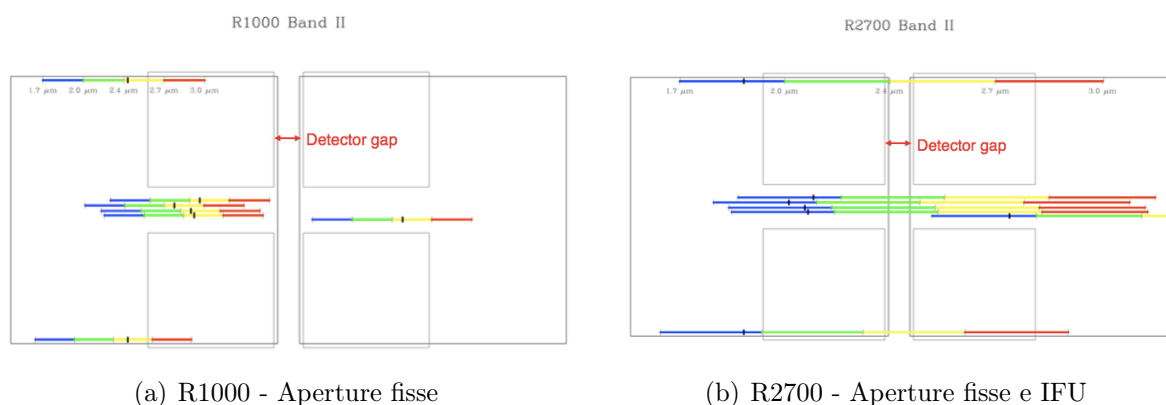 R1000 Band II
1.7 μm 2.0 μm 2.4 μm 2.7 μm 3.0 μm
Detector gap
(a) R1000 - Aperture fisse
R2700 Band II
1.7 μm 2.0 μm 2.4 μm 2.7 μm 3.0 μm
Detector gap
(b) R2700 - Aperture fisse e IFU